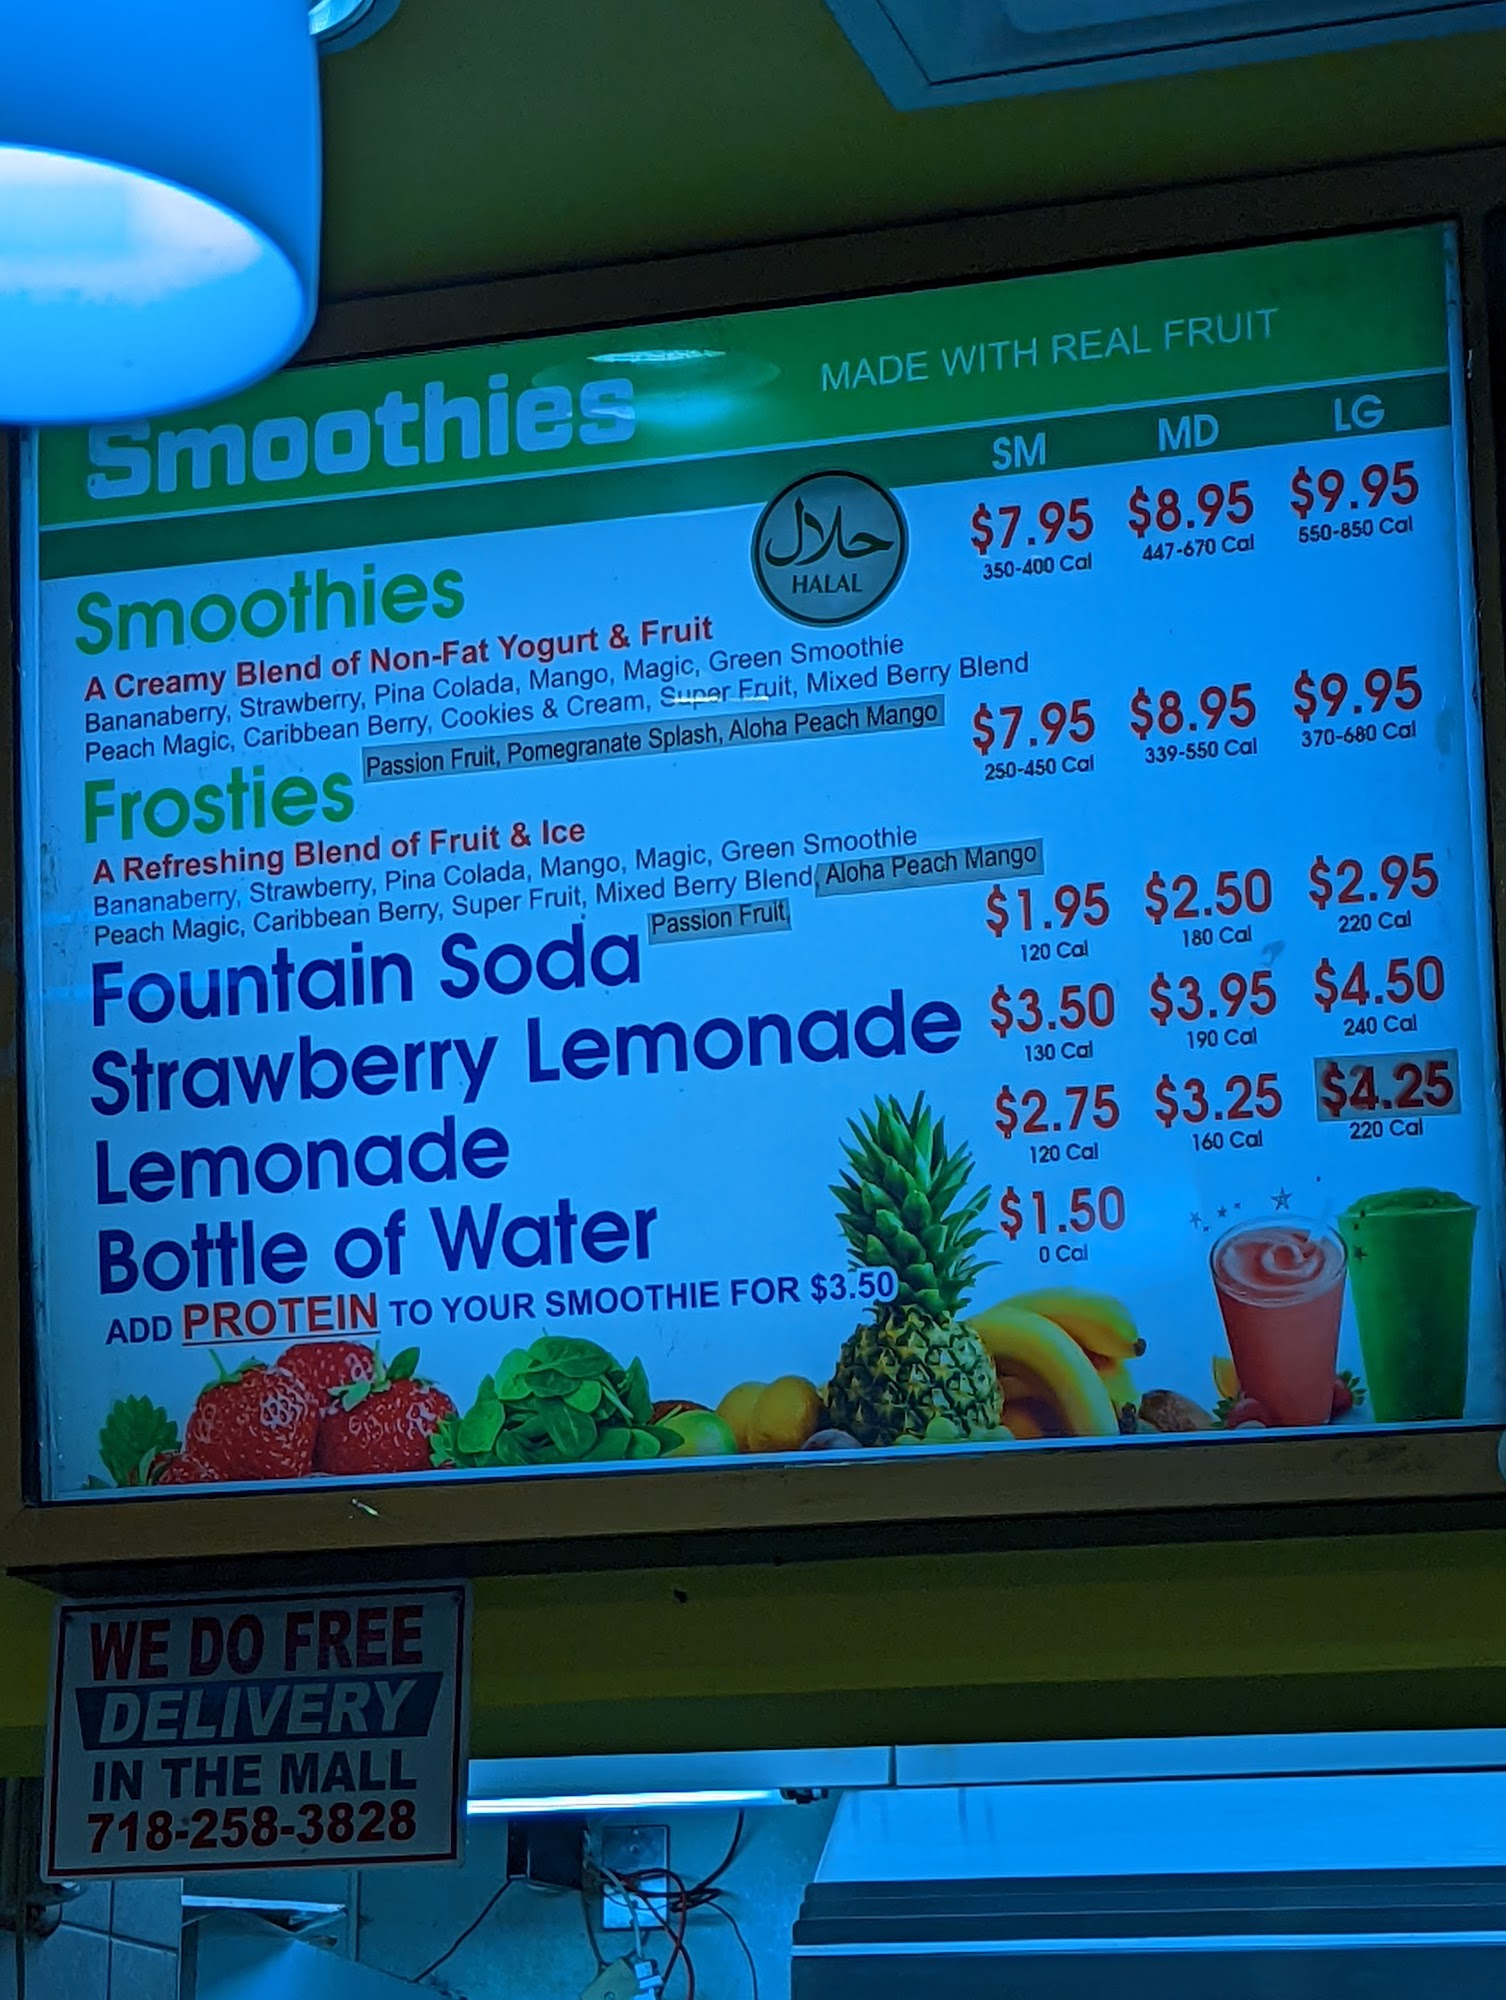 Smoothies
MADE WITH REAL FRUIT
SM MD LG
حلال
HALAL
Smoothies
$7.95 $8.95 $9.95
350-400 Cal 447-670 Cal 550-850 Cal
A Creamy Blend of Non-Fat Yogurt & Fruit
Bananaberry, Strawberry, Pina Colada, Mango, Magic, Green Smoothie
Peach Magic, Caribbean Berry, Cookies & Cream, Super Fruit, Mixed Berry Blend
Passion Fruit, Pomegranate Splash, Aloha Peach Mango
Frosties
$7.95 $8.95 $9.95
250-450 Cal 339-550 Cal 370-680 Cal
A Refreshing Blend of Fruit & Ice
Bananaberry, Strawberry, Pina Colada, Mango, Magic, Green Smoothie
Peach Magic, Caribbean Berry, Super Fruit, Mixed Berry Blend, Aloha Peach Mango
Passion Fruit,
Fountain Soda $1.95 $2.50 $2.95
120 Cal 180 Cal 220 Cal
Strawberry Lemonade $3.50 $3.95 $4.50
130 Cal 190 Cal 240 Cal
Lemonade $2.75 $3.25 $4.25
120 Cal 160 Cal 220 Cal
Bottle of Water $1.50
0 Cal
ADD PROTEIN TO YOUR SMOOTHIE FOR $3.50
WE DO FREE
DELIVERY
IN THE MALL
718-258-3828